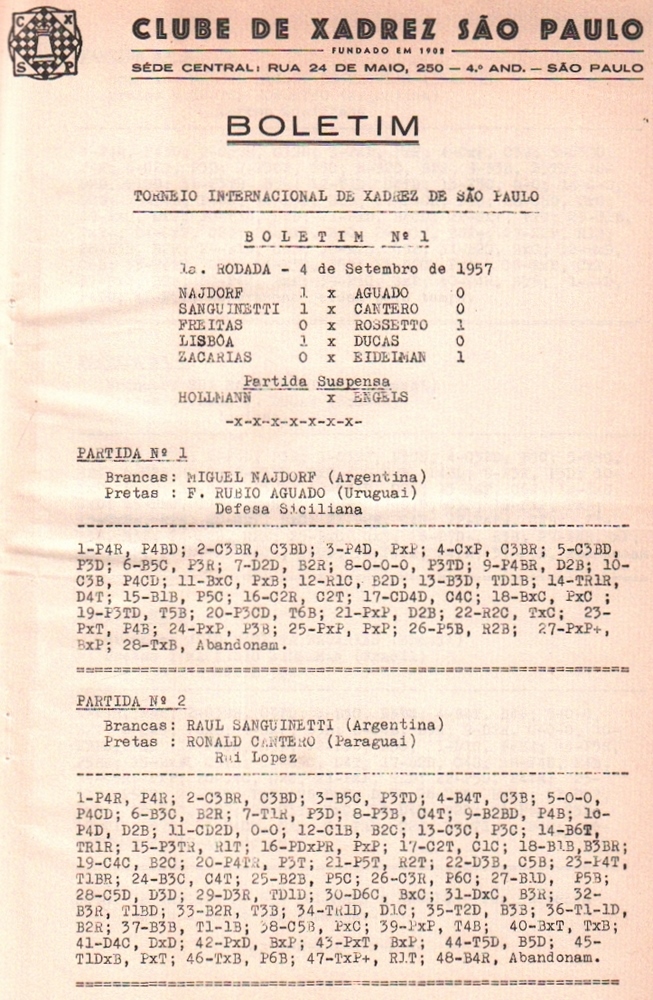 C X
S P
CLUBE DE XADREZ SÃO PAULO
FUNDADO EM 1902
SÉDE CENTRAL: RUA 24 DE MAIO, 250 — 4.º AND. — SÃO PAULO
BOLETIM
TORNEIO INTERNACIONAL DE XADREZ DE SÃO PAULO
B O L E T I M Nº 1
1a. RODADA - 4 de Setembro de 1957
NAJDORF 1 x AGUADO 0
SANGUINETTI 1 x CANTERO 0
FREITAS 0 x ROSSETTO 1
LISBÔA 1 x DUCAS 0
ZACARIAS 0 x EIDELMAN 1
Partida Suspensa
HOLLMANN x ENGELS
-x-x-x-x-x-x-x-
PARTIDA Nº 1
Brancas: MIGUEL NAJDORF (Argentina)
Pretas : F. RUBIO AGUADO (Uruguai)
Defesa Siciliana
1-P4R, P4BD; 2-C3BR, C3BD; 3-P4D, PxP; 4-CxP, C3BR; 5-C3BD,
P3D; 6-B5C, P3R; 7-D2D, B2R; 8-0-0-0, P3TD; 9-P4BR, D2B; 10-
C3B, P4CD; 11-BxC, PxB; 12-R1C, B2D; 13-B3D, TD1B; 14-TR1R,
D4T; 15-B1B, P5C; 16-C2R, C2T; 17-CD4D, C4C; 18-BxC, PxC ;
19-P3TD, T5B; 20-P3CD, T6B; 21-PxP, D2B; 22-R2C, TxC; 23-
PxT, P4B; 24-PxP, P3B; 25-PxP, PxP; 26-P5B, R2B; 27-PxP+,
BxP; 28-TxB, Abandonam.
PARTIDA Nº 2
Brancas: RAUL SANGUINETTI (Argentina)
Pretas : RONALD CANTERO (Paraguai)
Rui Lopez
1-P4R, P4R; 2-C3BR, C3BD; 3-B5C, P3TD; 4-B4T, C3B; 5-0-0,
P4CD; 6-B3C, B2R; 7-T1R, P3D; 8-P3B, C4T; 9-B2BD, P4B; 10-
P4D, D2B; 11-CD2D, 0-0; 12-C1B, B2C; 13-C3C, P3C; 14-B6T,
TR1R; 15-P3TR, R1T; 16-PDxPR, PxP; 17-C2T, C1C; 18-B1B,B3BR;
19-C4C, B2C; 20-P4TR, P3T; 21-P5T, R2T; 22-D3B, C5B; 23-P4T,
T1BR; 24-B3C, C4T; 25-B2B, P5C; 26-C3R, P6C; 27-B1D, P5B;
28-C5D, D3D; 29-D3R, TD1D; 30-D6C, BxC; 31-DxC, B3R; 32-
B3R, T1BD; 33-B2R, T3B; 34-TR1D, D1C; 35-T2D, B3B; 36-T1-1D,
B2R; 37-B3B, T1-1B; 38-C5B, PxC; 39-PxP, T4B; 40-BxT, TxB;
41-D4C, DxD; 42-PxD, BxP; 43-PxT, BxP; 44-T5D, B5D; 45-
T1DxB, PxT; 46-TxB, P6B; 47-TxP+, R1T; 48-B4R, Abandonam.